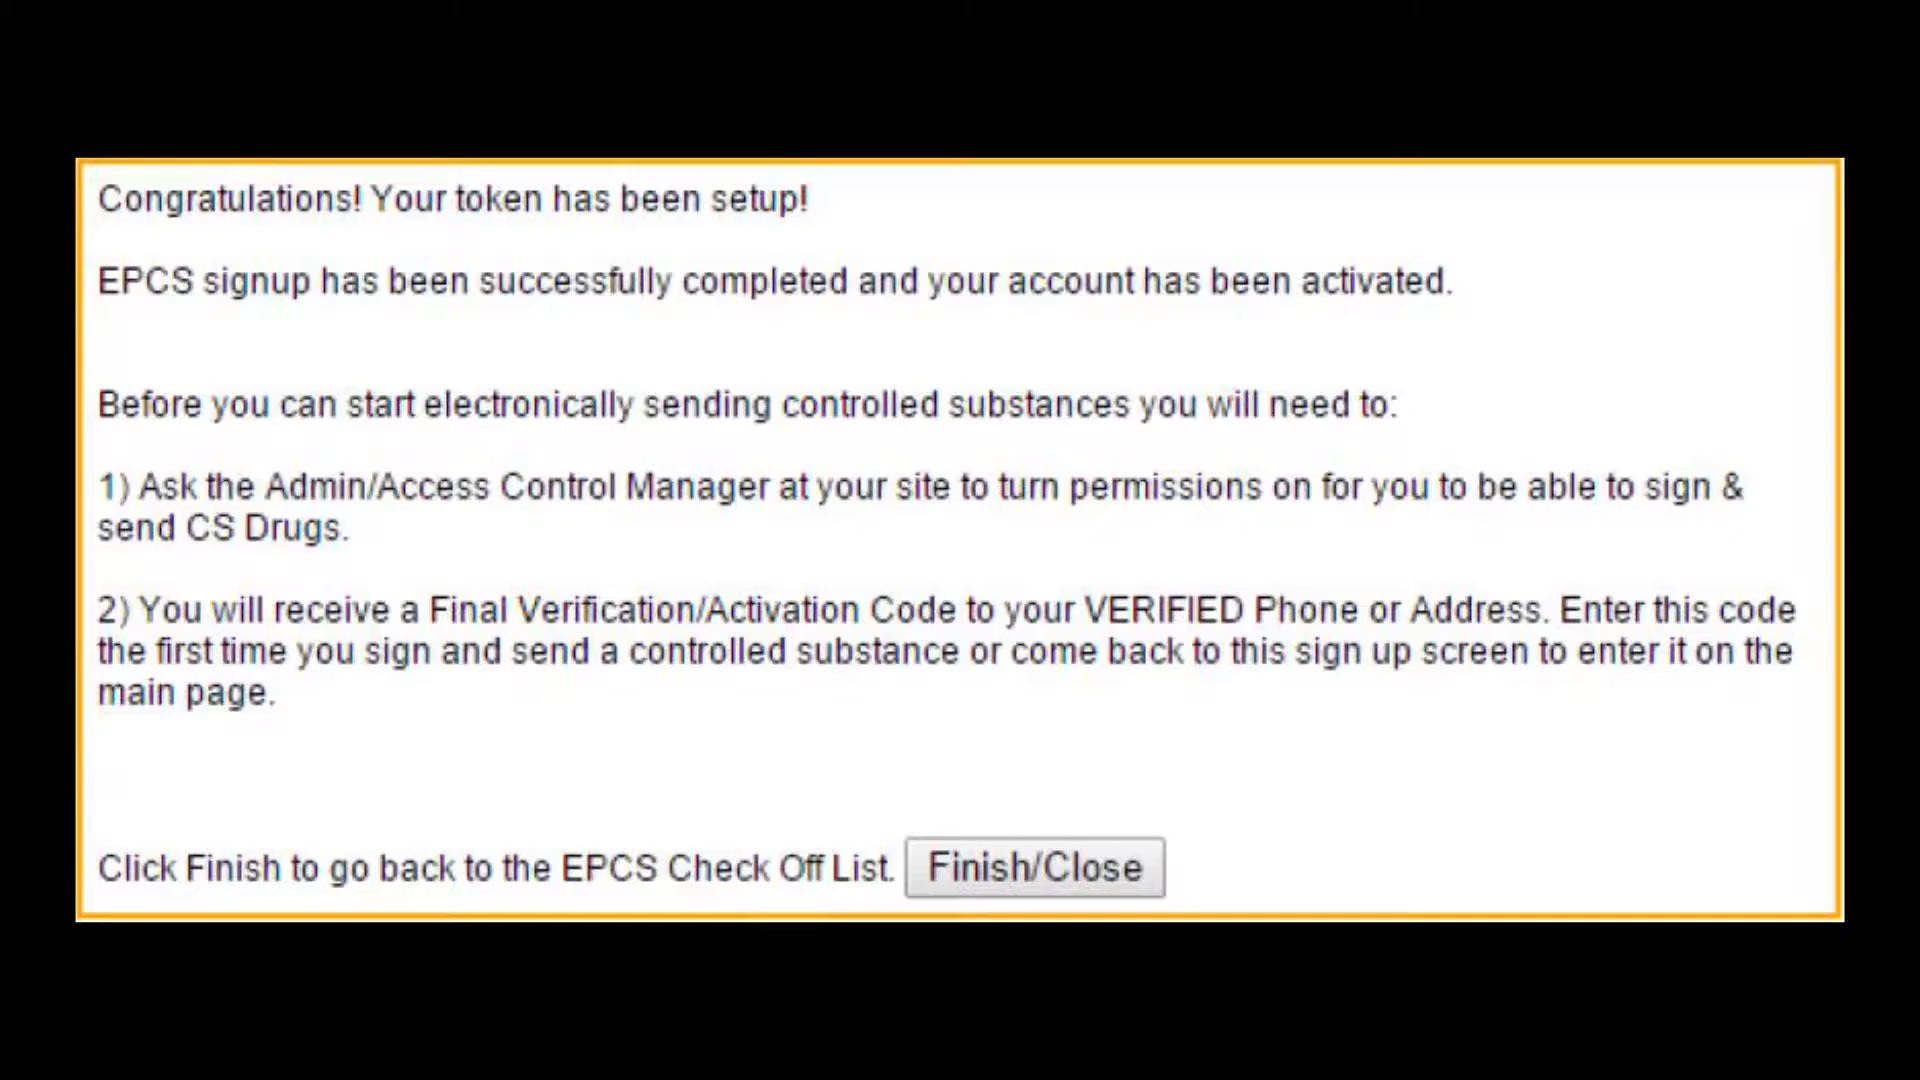 Congratulations! Your token has been setup!
EPCS signup has been successfully completed and your account has been activated.
Before you can start electronically sending controlled substances you will need to:
1) Ask the Admin/Access Control Manager at your site to turn permissions on for you to be able to sign &
send CS Drugs.
2) You will receive a Final Verification/Activation Code to your VERIFIED Phone or Address. Enter this code
the first time you sign and send a controlled substance or come back to this sign up screen to enter it on the
main page.
Click Finish to go back to the EPCS Check Off List. Finish/Close